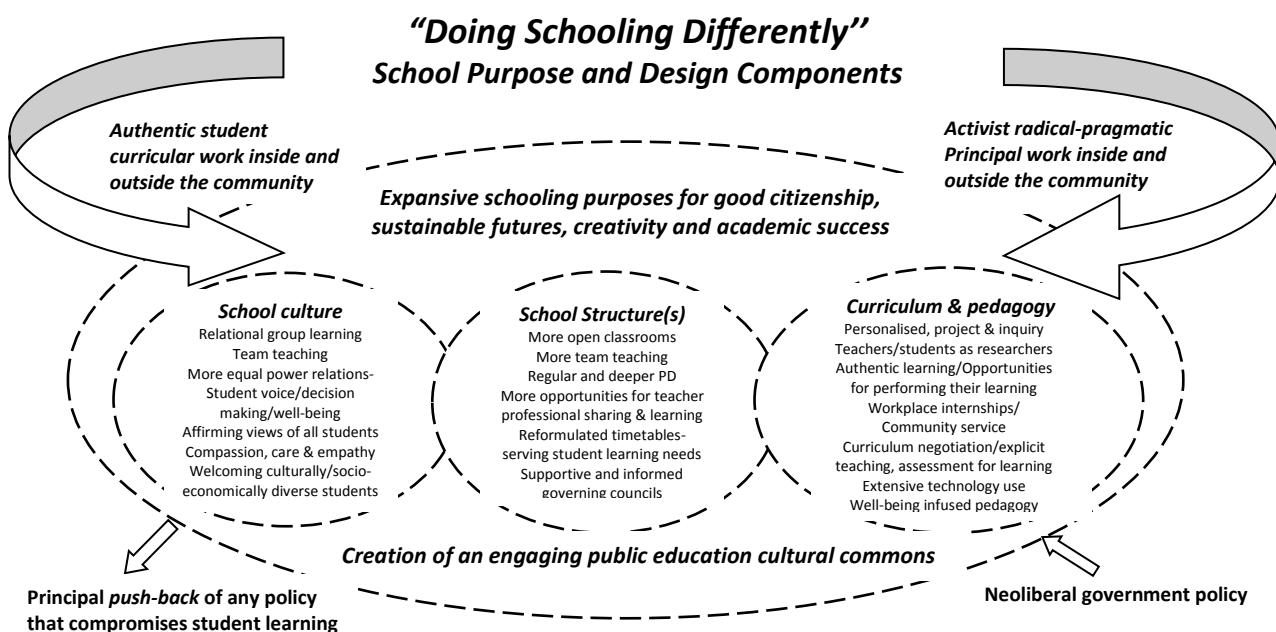 “Doing Schooling Differently’’
School Purpose and Design Components
Authentic student
curricular work inside and
outside the community
Activist radical-pragmatic
Principal work inside and
outside the community
Expansive schooling purposes for good citizenship,
sustainable futures, creativity and academic success
School culture
Relational group learning
Team teaching
More equal power relations-
Student voice/decision
making/well-being
Affirming views of all students
Compassion, care & empathy
Welcoming culturally/socio-
economically diverse students
School Structure(s)
More open classrooms
More team teaching
Regular and deeper PD
More opportunities for teacher
professional sharing & learning
Reformulated timetables-
serving student learning needs
Supportive and informed
governing councils
Curriculum & pedagogy
Personalised, project & inquiry
Teachers/students as researchers
Authentic learning/Opportunities
for performing their learning
Workplace internships/
Community service
Curriculum negotiation/explicit
teaching, assessment for learning
Extensive technology use
Well-being infused pedagogy
Creation of an engaging public education cultural commons
Principal push-back of any policy
that compromises student learning
Neoliberal government policy